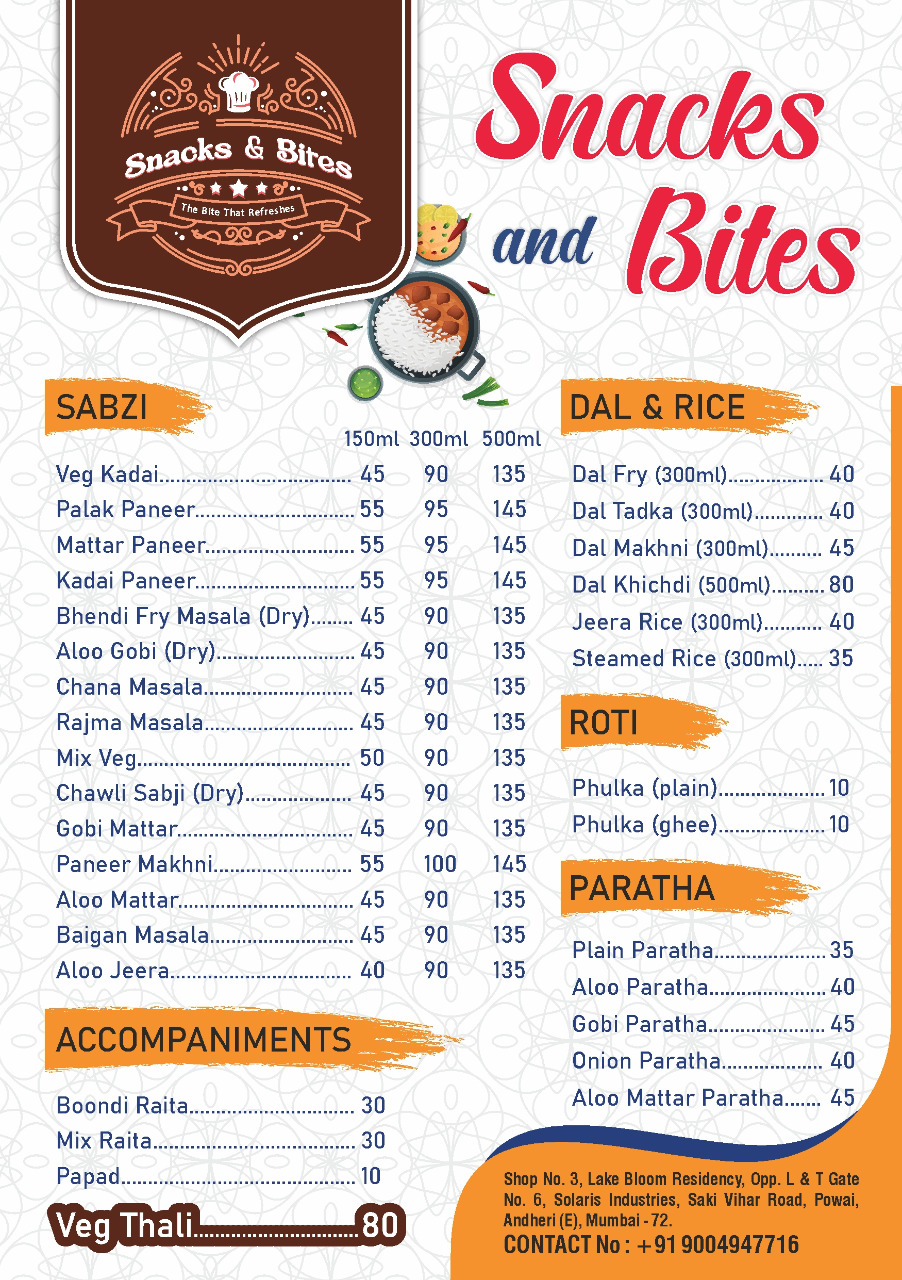 Snacks & Bites
The Bite That Refreshes
Snacks
and Bites
SABZI
150ml 300ml 500ml
Veg Kadai................................... 45 90 135
Palak Paneer............................. 55 95 145
Mattar Paneer........................... 55 95 145
Kadai Paneer............................. 55 95 145
Bhendi Fry Masala (Dry)........ 45 90 135
Aloo Gobi (Dry)......................... 45 90 135
Chana Masala........................... 45 90 135
Rajma Masala........................... 45 90 135
Mix Veg....................................... 50 90 135
Chawli Sabji (Dry).................... 45 90 135
Gobi Mattar................................ 45 90 135
Paneer Makhni......................... 55 100 145
Aloo Mattar................................ 45 90 135
Baigan Masala.......................... 45 90 135
Aloo Jeera................................. 40 90 135
ACCOMPANIMENTS
Boondi Raita.............................. 30
Mix Raita..................................... 30
Papad........................................... 10
Veg Thali........................... 80
DAL & RICE
Dal Fry (300ml).................. 40
Dal Tadka (300ml)............. 40
Dal Makhni (300ml).......... 45
Dal Khichdi (500ml).......... 80
Jeera Rice (300ml)........... 40
Steamed Rice (300ml)..... 35
ROTI
Phulka (plain).................... 10
Phulka (ghee).................... 10
PARATHA
Plain Paratha..................... 35
Aloo Paratha...................... 40
Gobi Paratha...................... 45
Onion Paratha................... 40
Aloo Mattar Paratha....... 45
Shop No. 3, Lake Bloom Residency, Opp. L & T Gate
No. 6, Solaris Industries, Saki Vihar Road, Powai,
Andheri (E), Mumbai - 72.
CONTACT No : +91 9004947716